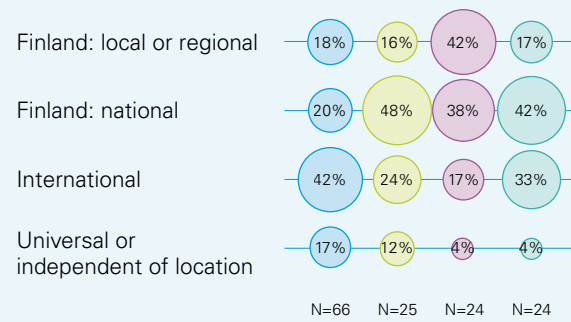 Finland: local or regional 18% 16% 42% 17%
Finland: national 20% 48% 38% 42%
International 42% 24% 17% 33%
Universal or
independent of location 17% 12% 4% 4%
N=66 N=25 N=24 N=24